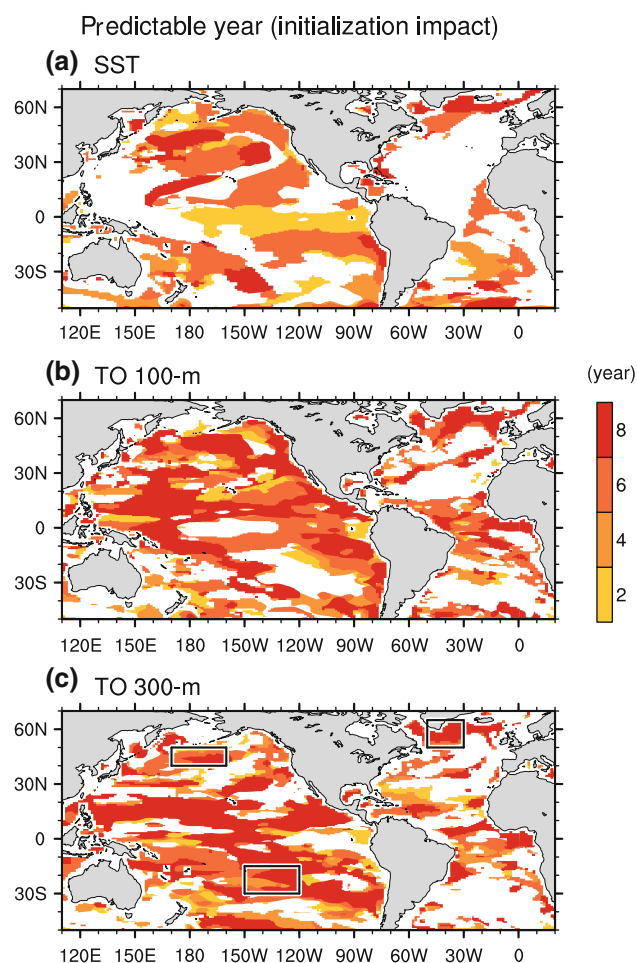 Predictable year (initialization impact)
(a) SST
60N
30N
0
30S
120E 150E 180 150W 120W 90W 60W 30W 0
(b) TO 100-m
(year)
60N
30N
0
30S
8
6
4
2
120E 150E 180 150W 120W 90W 60W 30W 0
(c) TO 300-m
60N
30N
0
30S
120E 150E 180 150W 120W 90W 60W 30W 0